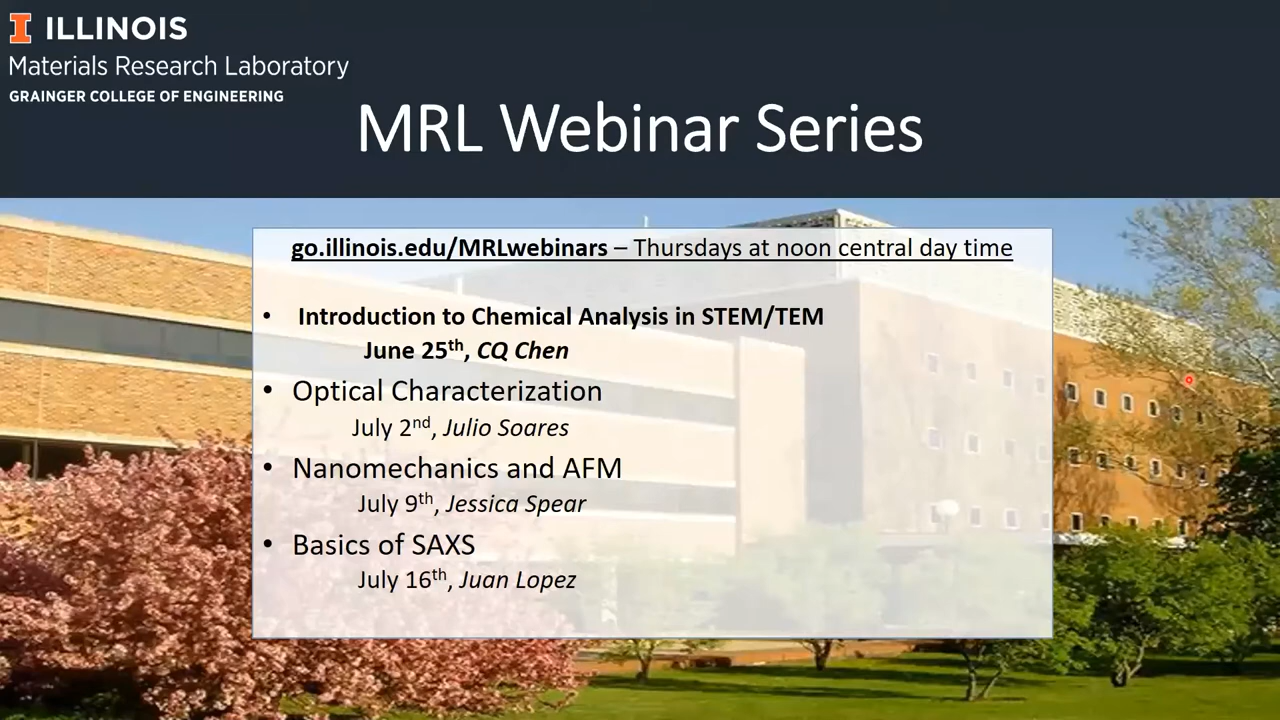 ILLINOIS
Materials Research Laboratory
GRAINGER COLLEGE OF ENGINEERING
MRL Webinar Series
go.illinois.edu/MRLwebinars – Thursdays at noon central day time
• Introduction to Chemical Analysis in STEM/TEM
June 25th, CQ Chen
• Optical Characterization
July 2nd, Julio Soares
• Nanomechanics and AFM
July 9th, Jessica Spear
• Basics of SAXS
July 16th, Juan Lopez